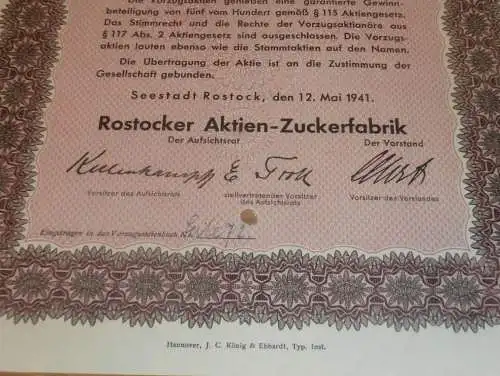 Die Vorzugsaktien genießen eine garantierte Gewinn-
beteiligung von fünf vom Hundert gemäß § 115 Aktiengesetz.
Das Stimmrecht und die Rechte der Vorzugsaktionäre aus
§ 117 Abs. 2 Aktiengesetz sind ausgeschlossen. Die Vorzugs-
aktien lauten ebenso wie die Stammaktien auf den Namen.
Die Übertragung der Aktie ist an die Zustimmung der
Gesellschaft gebunden.
Seestadt Rostock, den 12. Mai 1941.
Rostocker Aktien-Zuckerfabrik
Der Aufsichtsrat Der Vorstand
E
Vorsitzer des Aufsichtsrats stellvertretender Vorsitzer des Aufsichtsrats Vorsitzer des Vorstandes
Eingetragen in das Vorzugsaktienbuch
Hannover, J. C. König & Ebhardt, Typ. Inst.